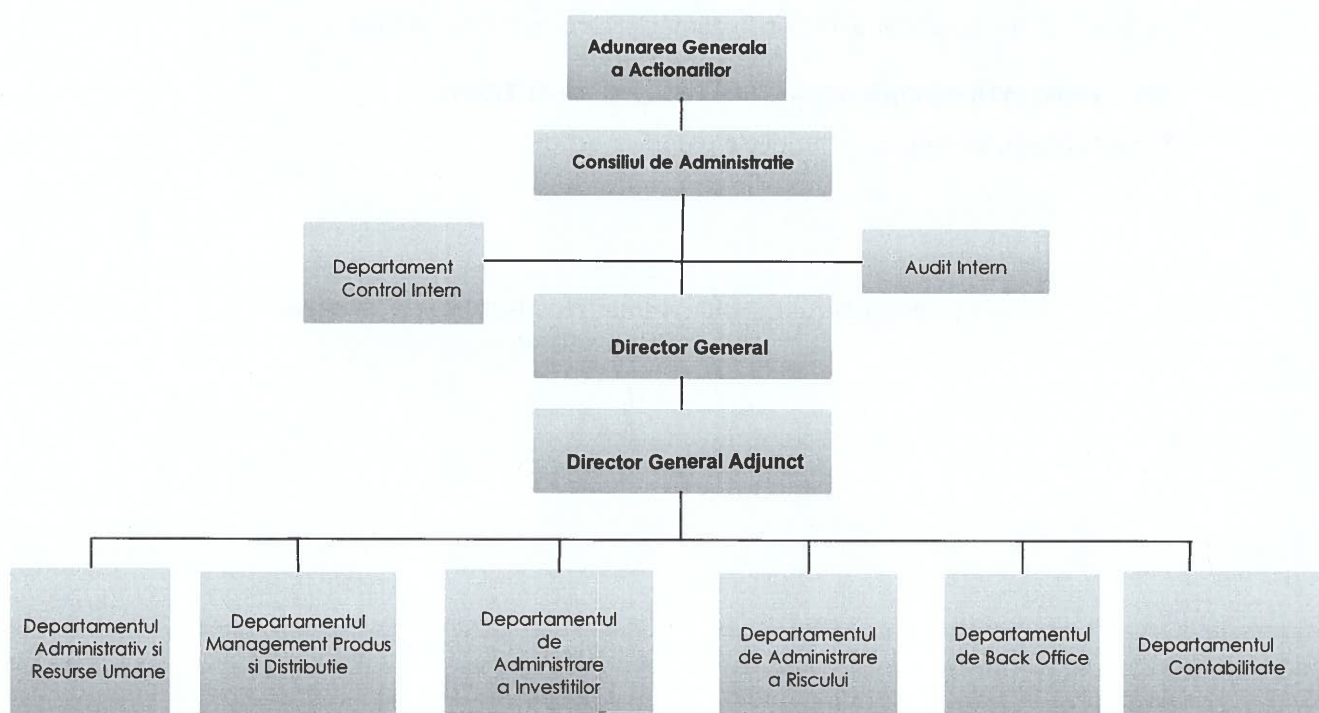 Adunarea Generala
a Actionarilor
Consiliul de Administratie
Departament
Control Intern
Audit Intern
Director General
Director General Adjunct
Departamentul
Administrativ si
Resurse Umane
Departamentul
Management Produs
si Distributie
Departamentul
de
Administrare
a Investitilor
Departamentul
de Administrare
a Riscului
Departamentul
de Back Office
Departamentul
Contabilitate